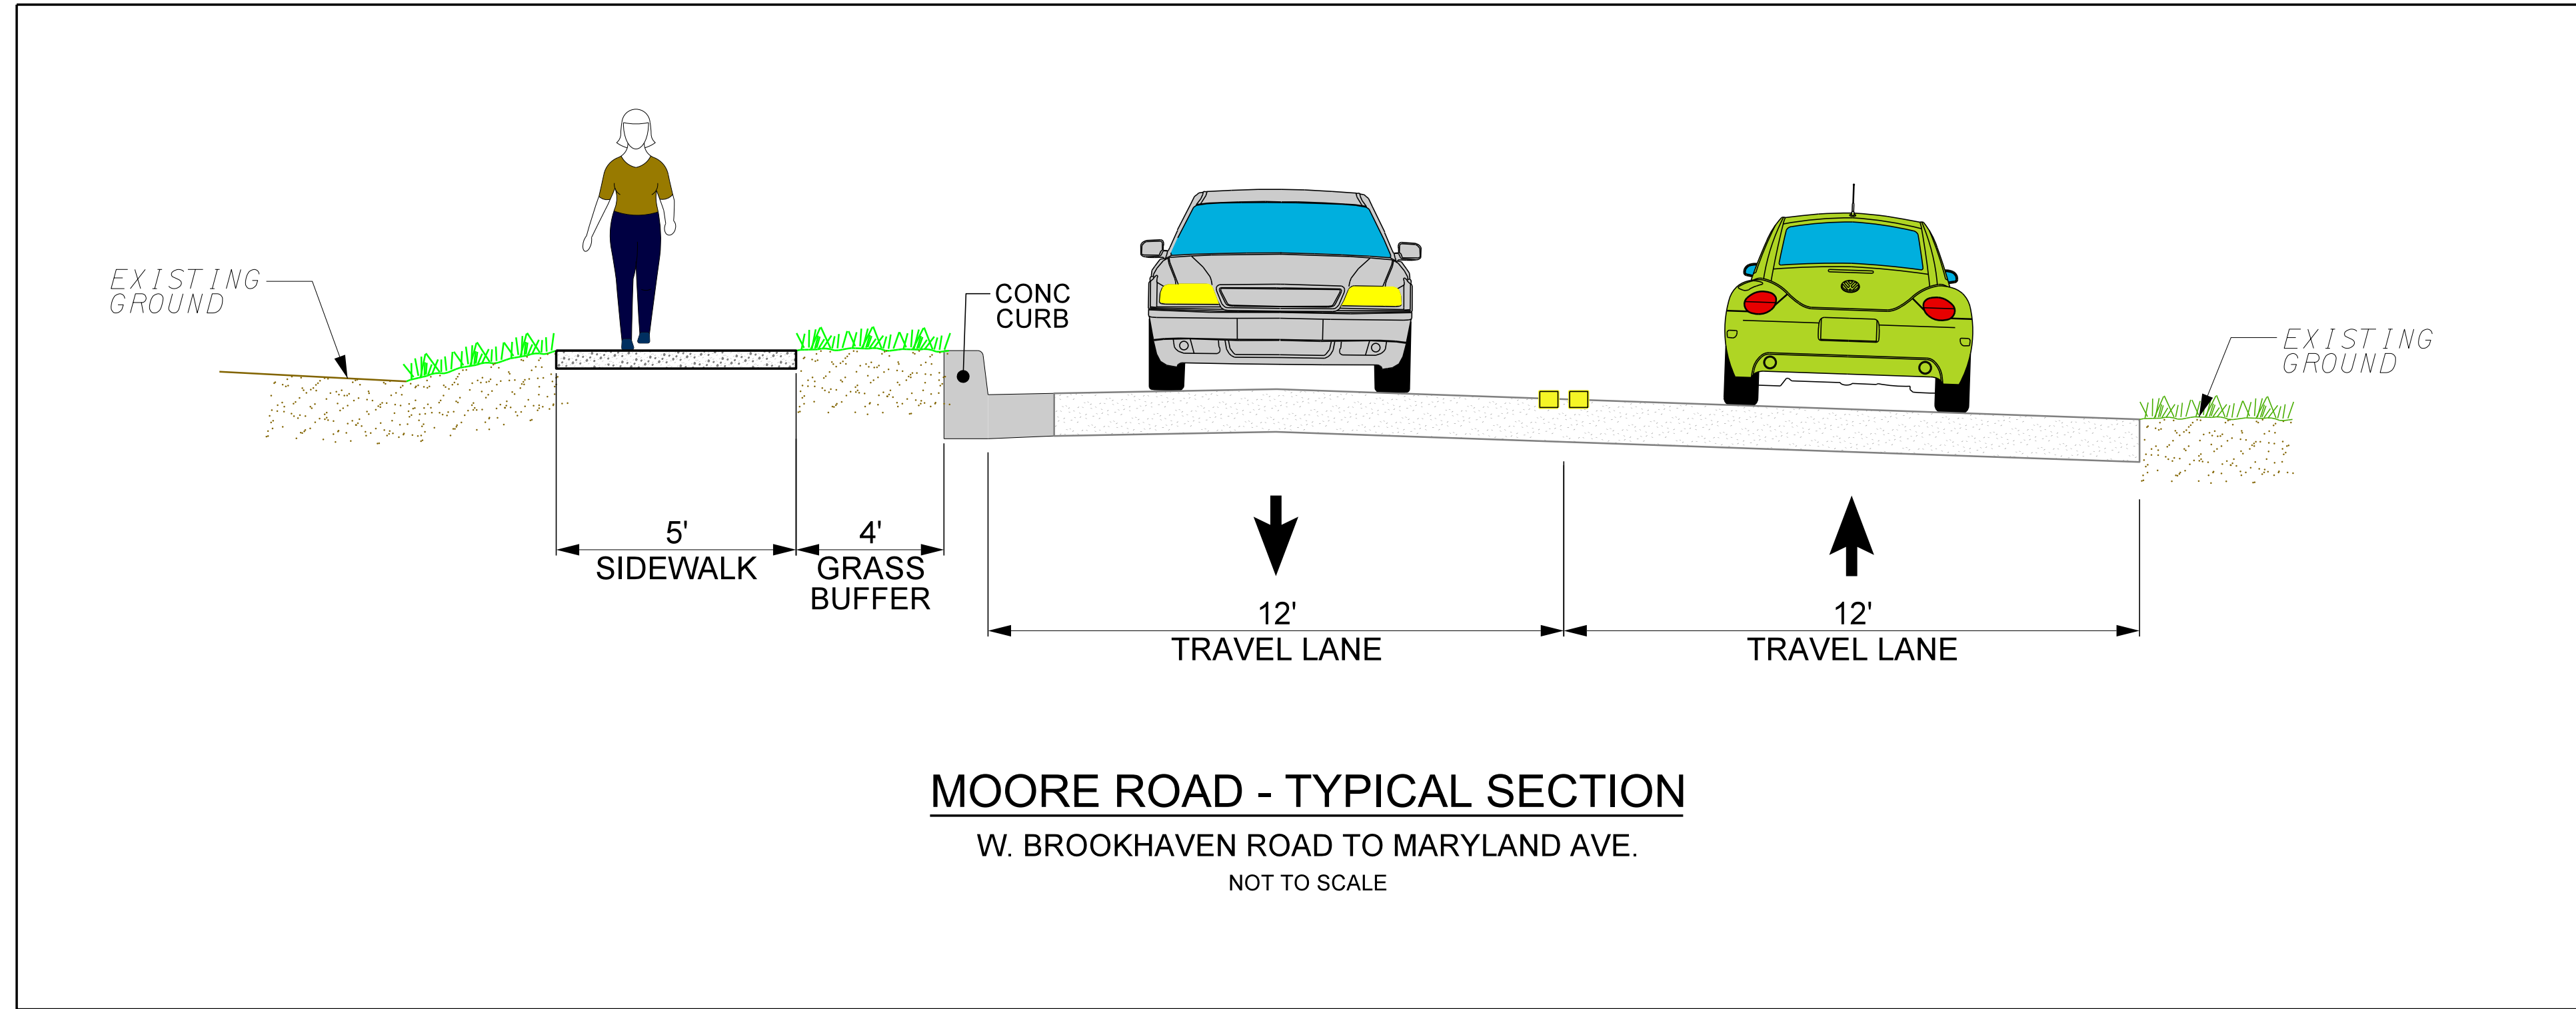 EXISTING
GROUND
CONC
CURB
EXISTING
GROUND
5'
SIDEWALK
4'
GRASS
BUFFER
12'
TRAVEL LANE
12'
TRAVEL LANE
MOORE ROAD - TYPICAL SECTION
W. BROOKHAVEN ROAD TO MARYLAND AVE.
NOT TO SCALE